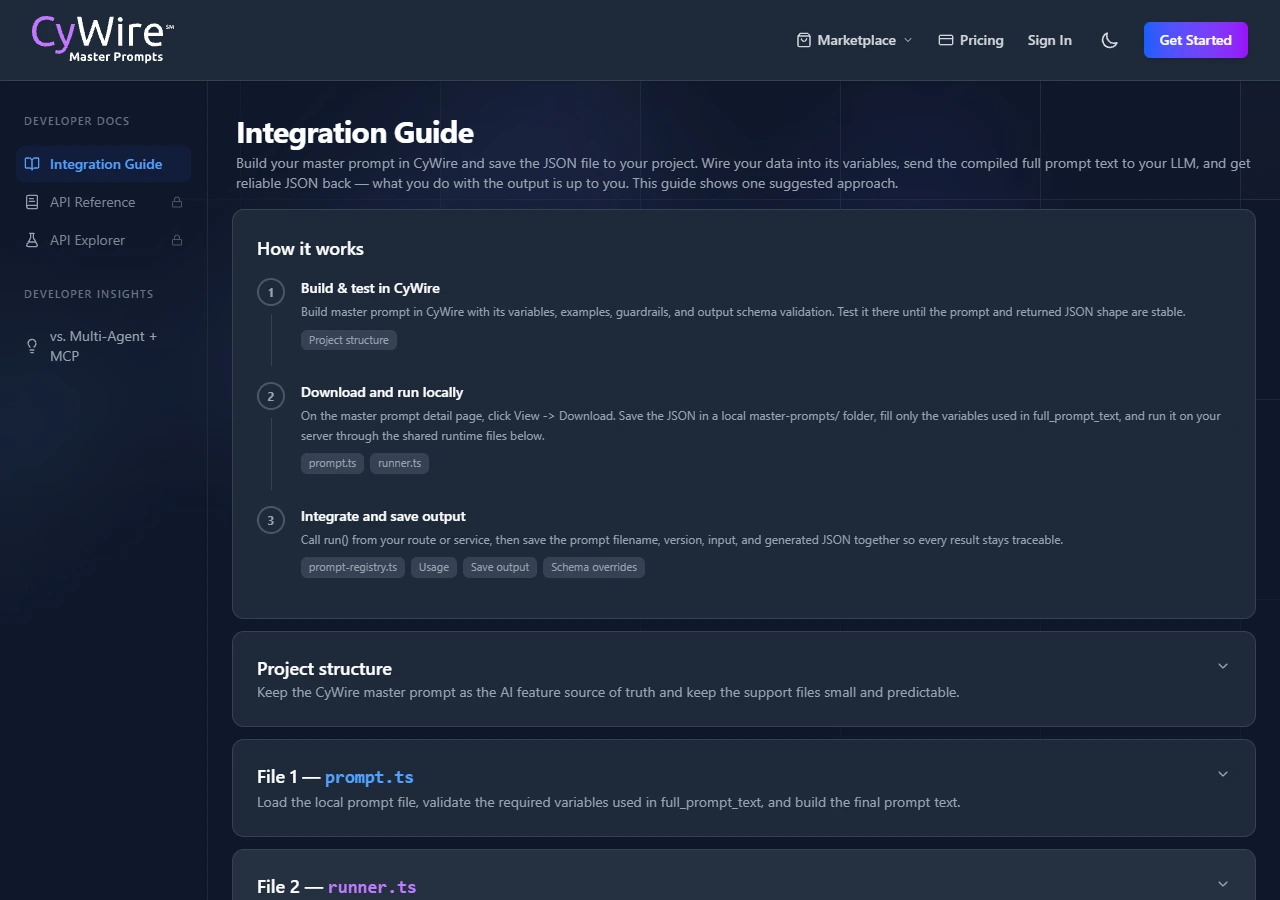 CyWire℠
Master Prompts
Marketplace
Pricing
Sign In
Get Started
DEVELOPER DOCS
Integration Guide
API Reference
API Explorer
DEVELOPER INSIGHTS
vs. Multi-Agent +
MCP
Integration Guide
Build your master prompt in CyWire and save the JSON file to your project. Wire your data into its variables, send the compiled full prompt text to your LLM, and get
reliable JSON back — what you do with the output is up to you. This guide shows one suggested approach.
How it works
1
Build & test in CyWire
Build master prompt in CyWire with its variables, examples, guardrails, and output schema validation. Test it there until the prompt and returned JSON shape are stable.
Project structure
2
Download and run locally
On the master prompt detail page, click View -> Download. Save the JSON in a local master-prompts/ folder, fill only the variables used in full_prompt_text, and run it on your
server through the shared runtime files below.
prompt.ts runner.ts
3
Integrate and save output
Call run() from your route or service, then save the prompt filename, version, input, and generated JSON together so every result stays traceable.
prompt-registry.ts Usage Save output Schema overrides
Project structure
Keep the CyWire master prompt as the AI feature source of truth and keep the support files small and predictable.
File 1 — prompt.ts
Load the local prompt file, validate the required variables used in full_prompt_text, and build the final prompt text.
File 2 — runner.ts